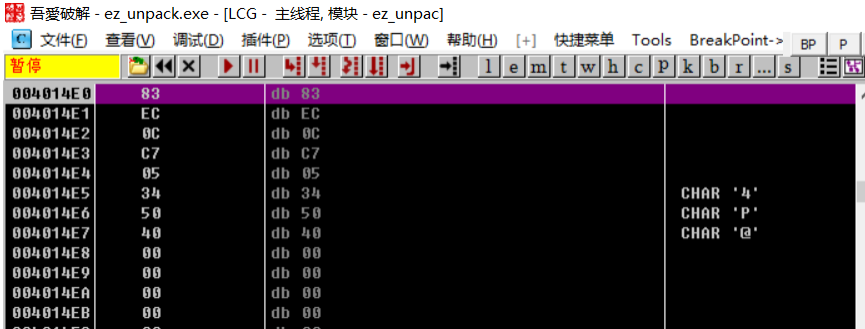 吾愛破解 - ez_unpack.exe - [LCG - 主线程, 模块 - ez_unpac]
C 文件(F) 查看(V) 调试(D) 插件(P) 选项(T) 窗口(W) 帮助(H) [+] 快捷菜单 Tools BreakPoint-> BP P
暂停 l e m t w h c P k b r ... s
004014E0 83 db 83
004014E1 EC db EC
004014E2 0C db 0C
004014E3 C7 db C7
004014E4 05 db 05
004014E5 34 db 34 CHAR '4'
004014E6 50 db 50 CHAR 'P'
004014E7 40 db 40 CHAR '@'
004014E8 00 db 00
004014E9 00 db 00
004014EA 00 db 00
004014EB 00 db 00